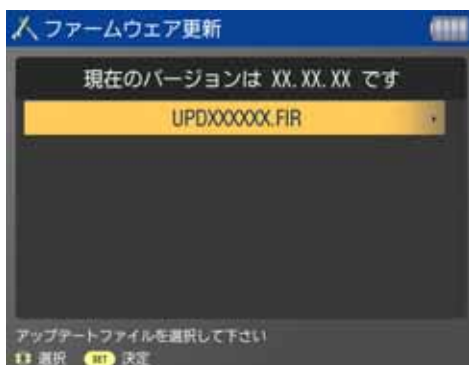 ファームウェア更新
現在のバージョンは XX.XX.XX です
UPDXXXXXX.FIR
アップデートファイルを選択して下さい
選択 SET 決定